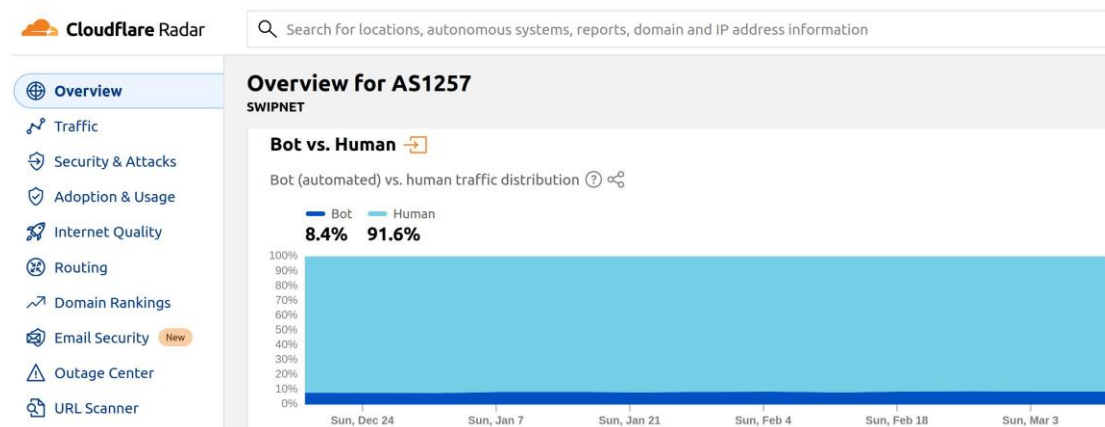 Cloudflare Radar
Search for locations, autonomous systems, reports, domain and IP address information
Overview
Traffic
Security & Attacks
Adoption & Usage
Internet Quality
Routing
Domain Rankings
Email Security New
Outage Center
URL Scanner
Overview for AS1257
SWIPNET
Bot vs. Human
Bot (automated) vs. human traffic distribution ?
Bot Human
8.4% 91.6%
100%
90%
80%
70%
60%
50%
40%
30%
20%
10%
0%
Sun, Dec 24 Sun, Jan 7 Sun, Jan 21 Sun, Feb 4 Sun, Feb 18 Sun, Mar 3